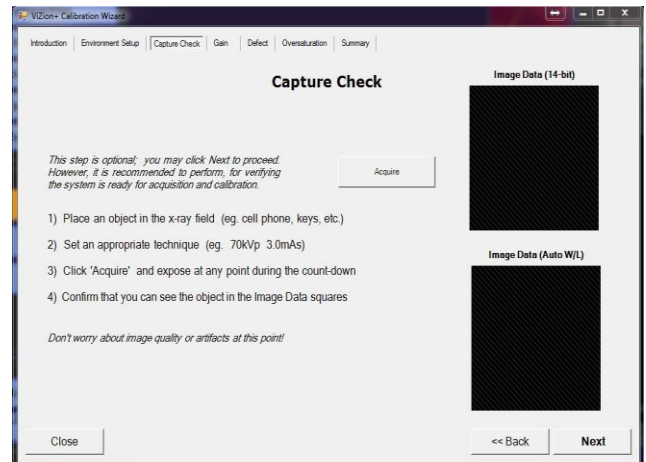 ViZion+ Calibration Wizard
Introduction Environment Setup Capture Check Gain Defect Oversaturation Summary
Capture Check
Image Data (14-bit)
This step is optional; you may click Next to proceed.
However, it is recommended to perform, for verifying
the system is ready for acquisition and calibration.
Acquire
1) Place an object in the x-ray field (eg. cell phone, keys, etc.)
2) Set an appropriate technique (eg. 70kVp 3.0mAs)
3) Click 'Acquire' and expose at any point during the count-down
4) Confirm that you can see the object in the Image Data squares
Don't worry about image quality or artifacts at this point!
Image Data (Auto W/L)
Close
<< Back
Next